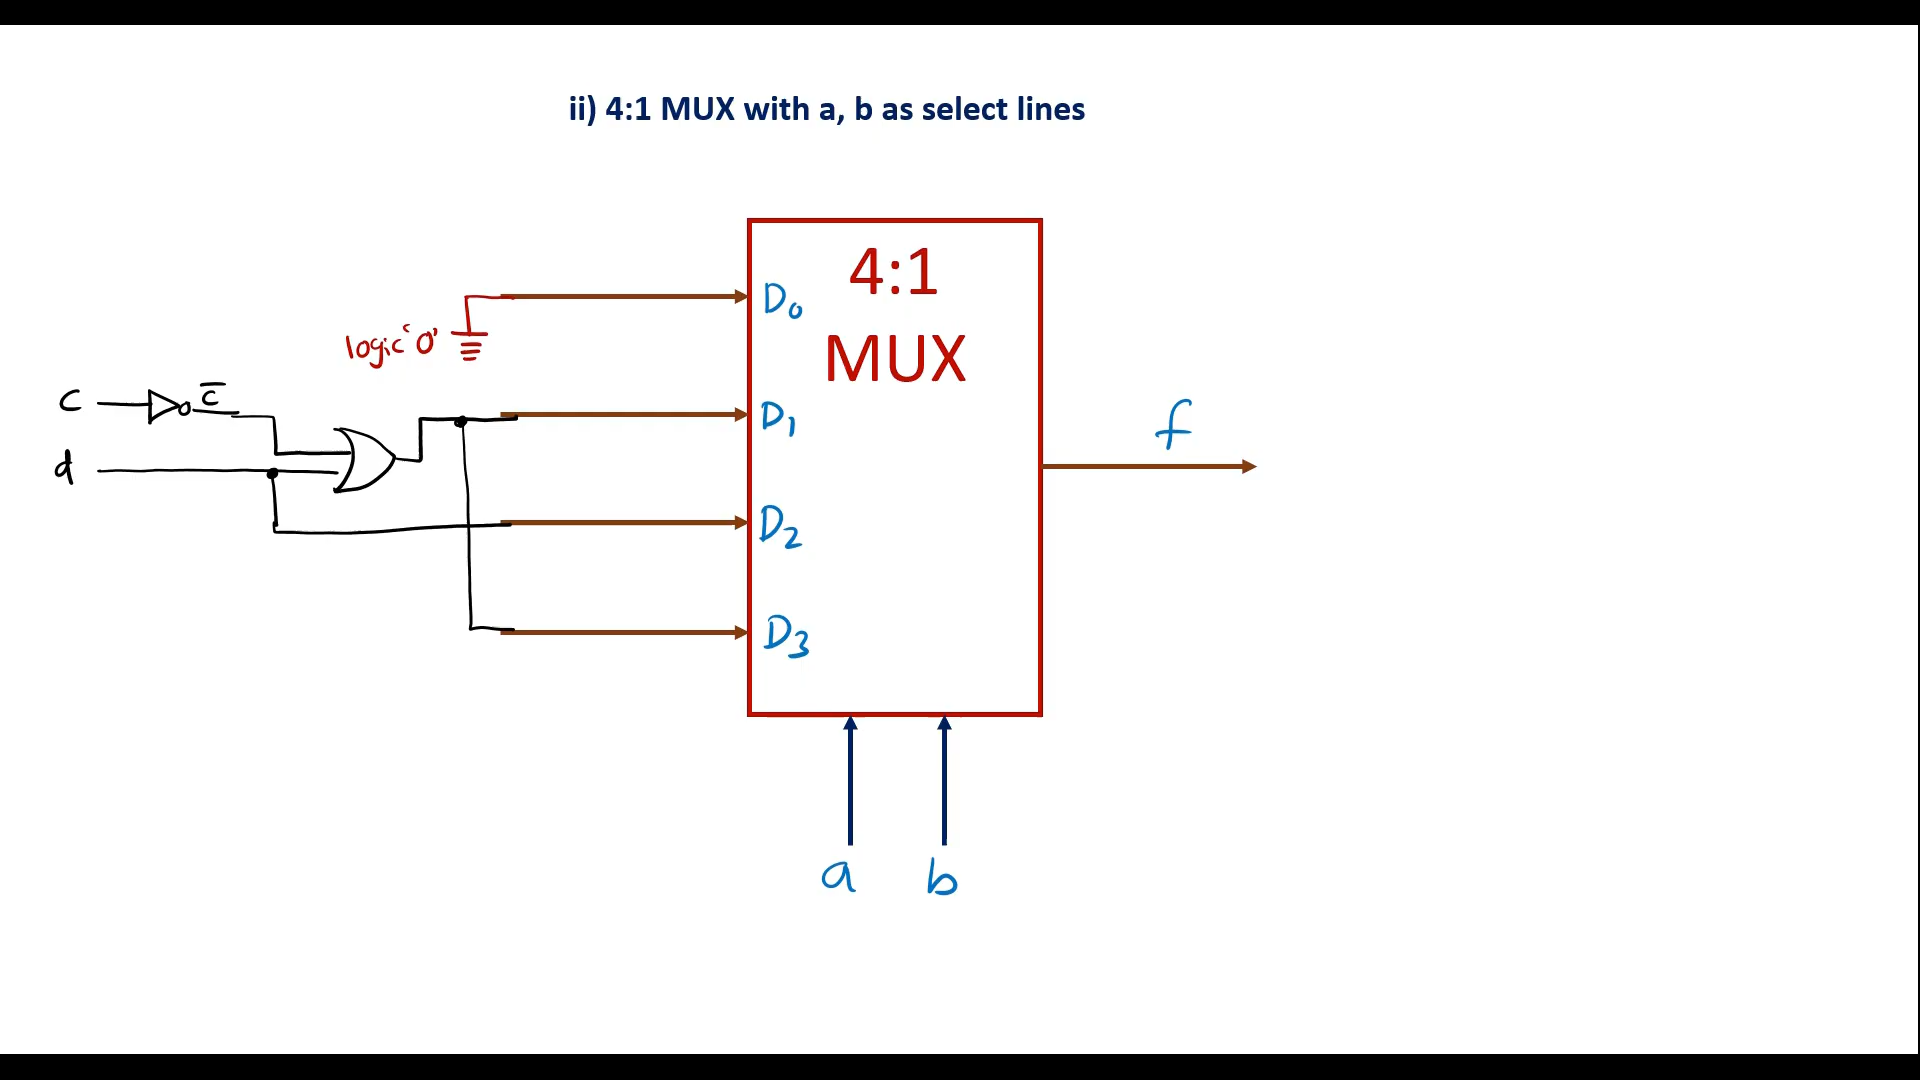 ii) 4:1 MUX with a, b as select lines
4:1
MUX
D₀
logic '0'
c
c̅
D₁
f
d
D₂
D₃
a
b